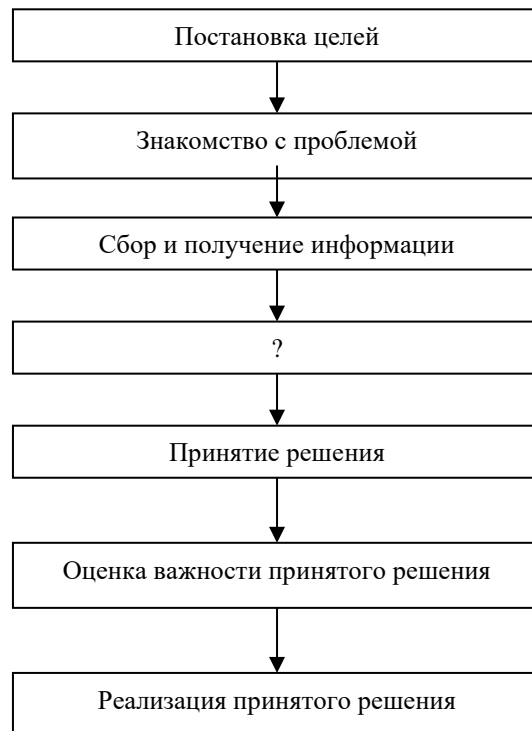 Постановка целей
Знакомство с проблемой
Сбор и получение информации
?
Принятие решения
Оценка важности принятого решения
Реализация принятого решения